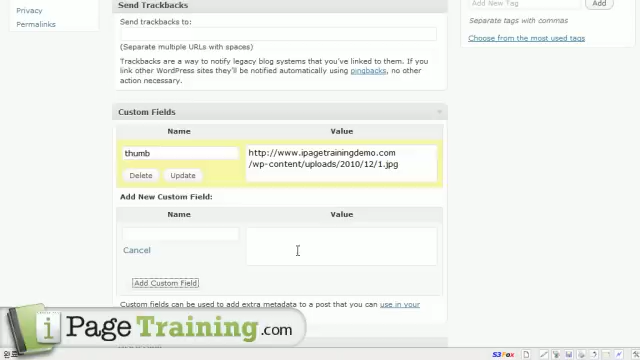 Privacy
Permalinks
Send Trackbacks
Send trackbacks to:
(Separate multiple URLs with spaces)
Trackbacks are a way to notify legacy blog systems that you've linked to them. If you
link other WordPress sites they'll be notified automatically using pingbacks, no other
action necessary.
Add New Tag
Add
Separate tags with commas
Choose from the most used tags
Custom Fields
Name
Value
thumb
http://www.ipagetrainingdemo.com
/wp-content/uploads/2010/12/1.jpg
Delete
Update
Add New Custom Field:
Name
Value
Cancel
Add Custom Field
Custom fields can be used to add extra metadata to a post that you can use in your
i Page Training.com
완료
S3Fox